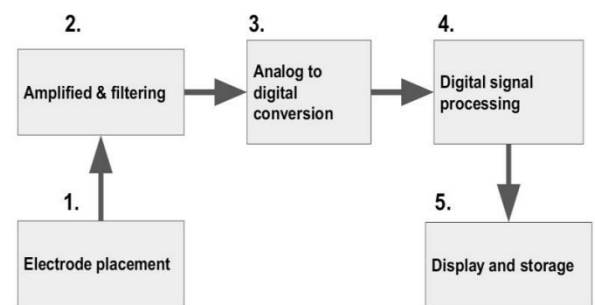 2.
Amplified & filtering
3.
Analog to
digital
conversion
4.
Digital signal
processing
1.
Electrode placement
5.
Display and storage